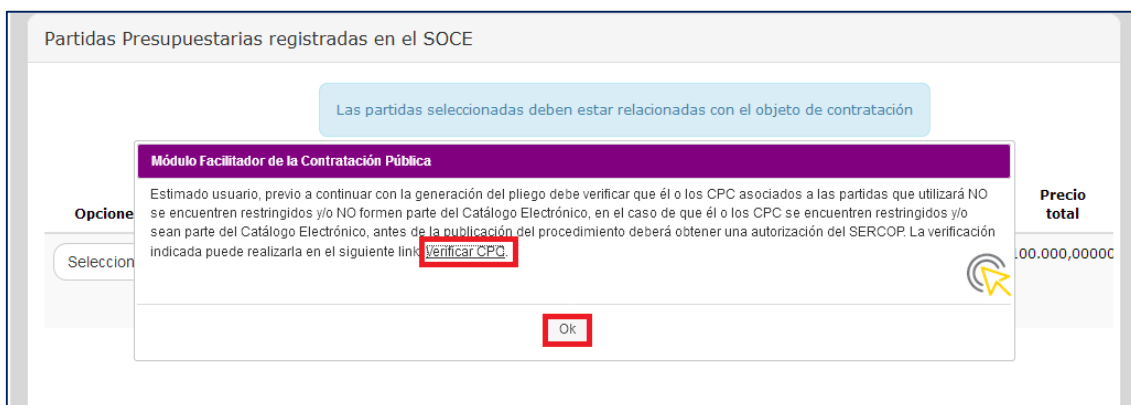 Partidas Presupuestarias registradas en el SOCE
Las partidas seleccionadas deben estar relacionadas con el objeto de contratación
Módulo Facilitador de la Contratación Pública
Estimado usuario, previo a continuar con la generación del pliego debe verificar que él o los CPC asociados a las partidas que utilizará NO
se encuentren restringidos y/o NO formen parte del Catálogo Electrónico, en el caso de que él o los CPC se encuentren restringidos y/o
sean parte del Catálogo Electrónico, antes de la publicación del procedimiento deberá obtener una autorización del SERCOP. La verificación
indicada puede realizarla en el siguiente link: Verificar CPC.
Opcione
Precio
total
Seleccion
00.000,00000
Ok